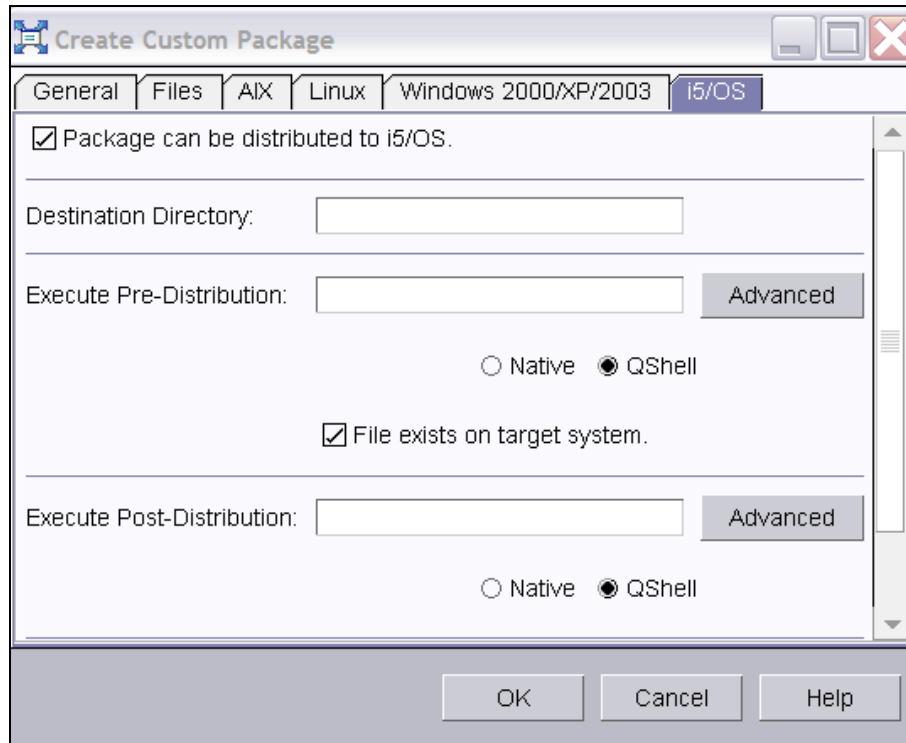 Create Custom Package
General Files AIX Linux Windows 2000/XP/2003 i5/OS
Package can be distributed to i5/OS.
Destination Directory:
Execute Pre-Distribution: Advanced
Native QShell
File exists on target system.
Execute Post-Distribution: Advanced
Native QShell
OK Cancel Help